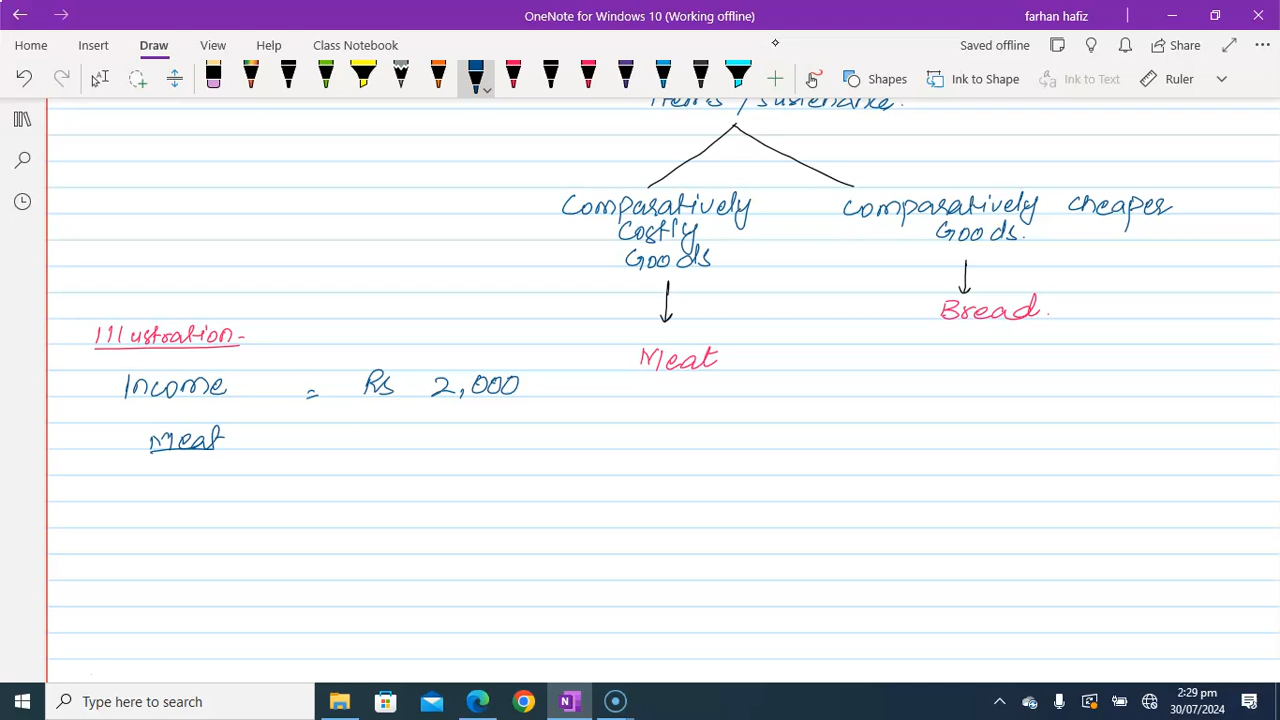 OneNote for Windows 10 (Working offline)
farhan hafiz
Home Insert Draw View Help Class Notebook
Saved offline
Share
Shapes
Ink to Shape
Ink to Text
Ruler
Items / Sustenance.
Comparatively
Costly
Goods
Comparatively cheaper
Goods.
Bread.
Illustration-
Meat
Income = Rs 2,000
Meat
Type here to search
2:29 pm
30/07/2024